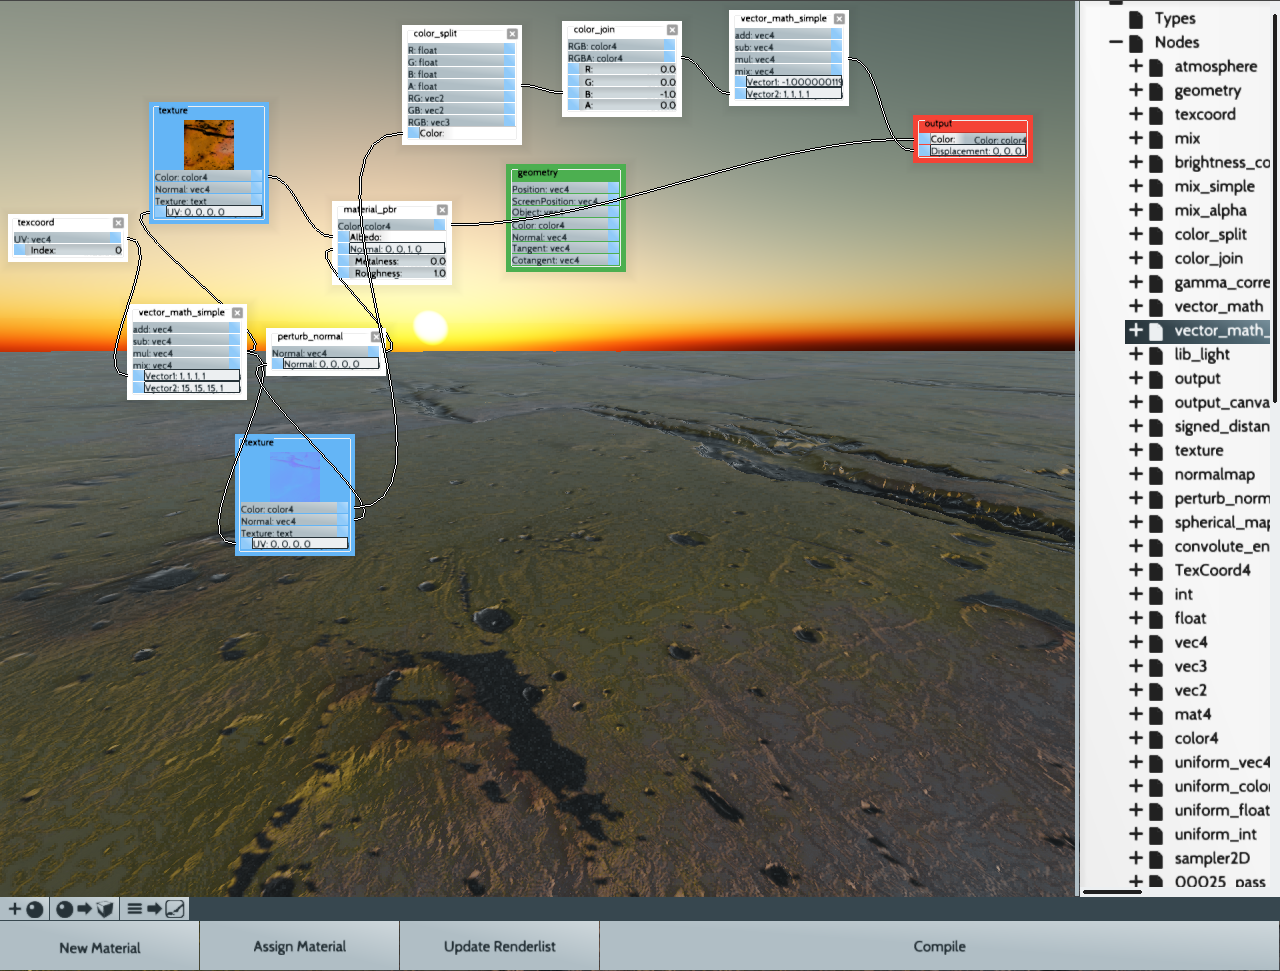 color_split
R: float
G: float
B: float
A: float
RG: vec2
GB: vec2
RGB: vec3
Color:
color_join
RGB: color4
RGBA: color4
R: 0.0
G: 0.0
B: -1.0
A: 0.0
vector_math_simple
add: vec4
sub: vec4
mul: vec4
mix: vec4
Vector1: -1.000000119
Vector2: 1, 1, 1, 1
output
Color: Color: color4
Displacement: 0, 0, 0,
texture
Color: color4
Normal: vec4
Texture: text
UV: 0, 0, 0, 0
geometry
Position: vec4
ScreenPosition: vec4
Object: vec4
Color: color4
Normal: vec4
Tangent: vec4
Cotangent: vec4
texcoord
UV: vec4
Index: 0
material_pbr
Color: color4
Albedo:
Normal: 0, 0, 1, 0
Metalness: 0.0
Roughness: 1.0
vector_math_simple
add: vec4
sub: vec4
mul: vec4
mix: vec4
Vector1: 1, 1, 1, 1
Vector2: 15, 15, 15, 1
perturb_normal
Normal: vec4
Normal: 0, 0, 0, 0
texture
Color: color4
Normal: vec4
Texture: text
UV: 0, 0, 0, 0
Types
Nodes
atmosphere
geometry
texcoord
mix
brightness_co
mix_simple
mix_alpha
color_split
color_join
gamma_corre
vector_math
vector_math_
lib_light
output
output_canva
signed_distan
texture
normalmap
perturb_norm
spherical_map
convolute_en
TexCoord4
int
float
vec4
vec3
vec2
mat4
color4
uniform_vec4
uniform_color
uniform_float
uniform_int
sampler2D
00025_pass
New Material
Assign Material
Update Renderlist
Compile